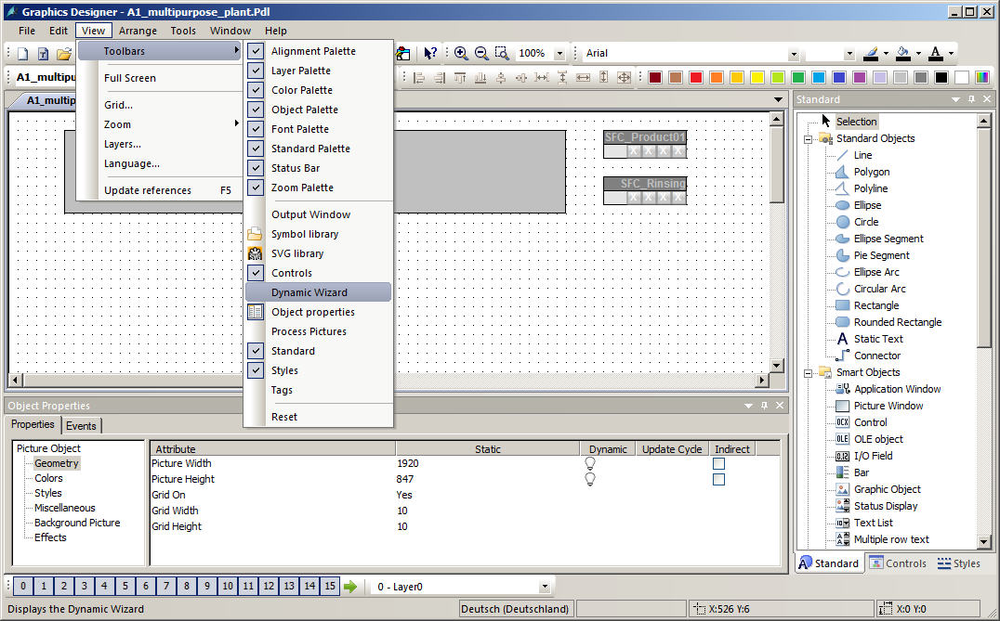 Graphics Designer - A1_multipurpose_plant.Pdl
File Edit View Arrange Tools Window Help
Toolbars
Full Screen
Grid...
Zoom
Layers...
Language...
Update references F5
Alignment Palette
Layer Palette
Color Palette
Object Palette
Font Palette
Standard Palette
Status Bar
Zoom Palette
Output Window
Symbol library
SVG library
Controls
Dynamic Wizard
Object properties
Process Pictures
Standard
Styles
Tags
Reset
100%
Arial
A1_multipu
A1_multip
SFC_Product01
X X X X
SFC_Rinsing
X X X X
Standard
Selection
Standard Objects
Line
Polygon
Polyline
Ellipse
Circle
Ellipse Segment
Pie Segment
Ellipse Arc
Circular Arc
Rectangle
Rounded Rectangle
Static Text
Connector
Smart Objects
Application Window
Picture Window
Control
OLE object
I/O Field
Bar
Graphic Object
Status Display
Text List
Multiple row text
Standard Controls Styles
Object Properties
Properties Events
Picture Object
Geometry
Colors
Styles
Miscellaneous
Background Picture
Effects
Attribute Static Dynamic Update Cycle Indirect
Picture Width 1920
Picture Height 847
Grid On Yes
Grid Width 10
Grid Height 10
0 1 2 3 4 5 6 7 8 9 10 11 12 13 14 15
0 - Layer0
Displays the Dynamic Wizard
Deutsch (Deutschland)
X:526 Y:6
X:0 Y:0